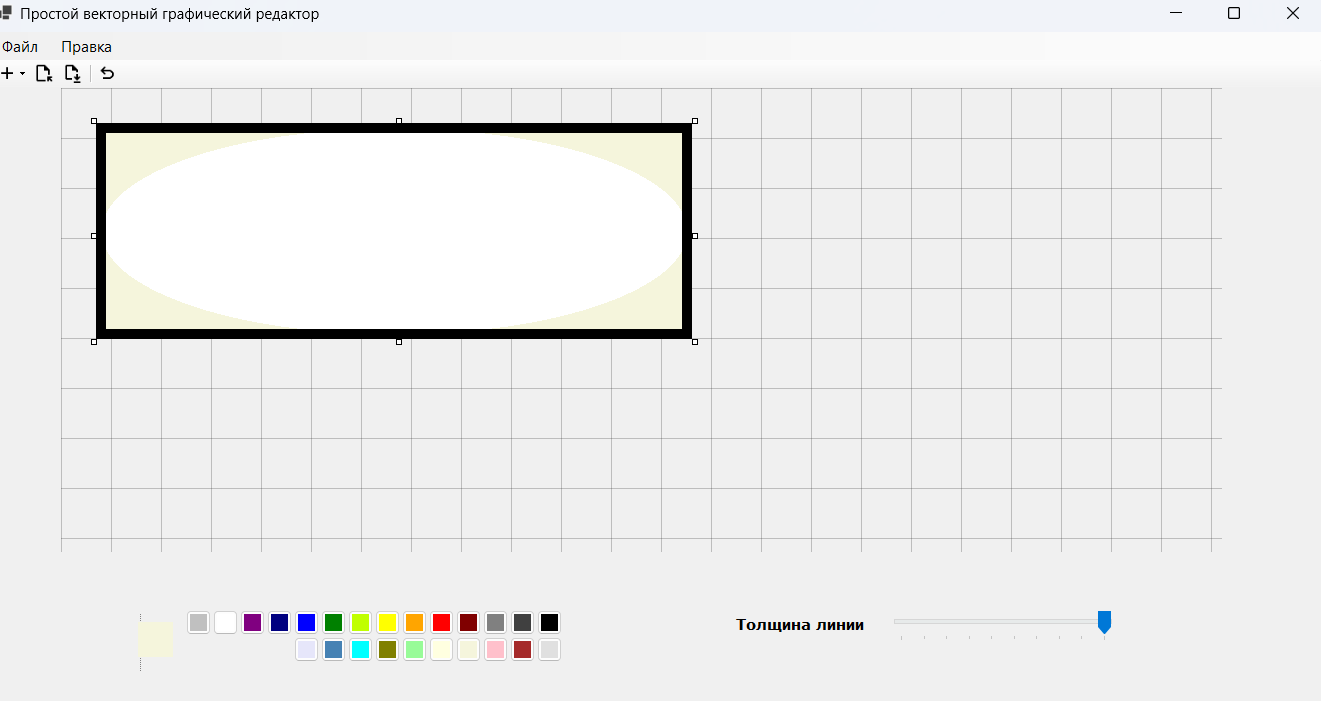 Простой векторный графический редактор
Файл Правка
Толщина линии